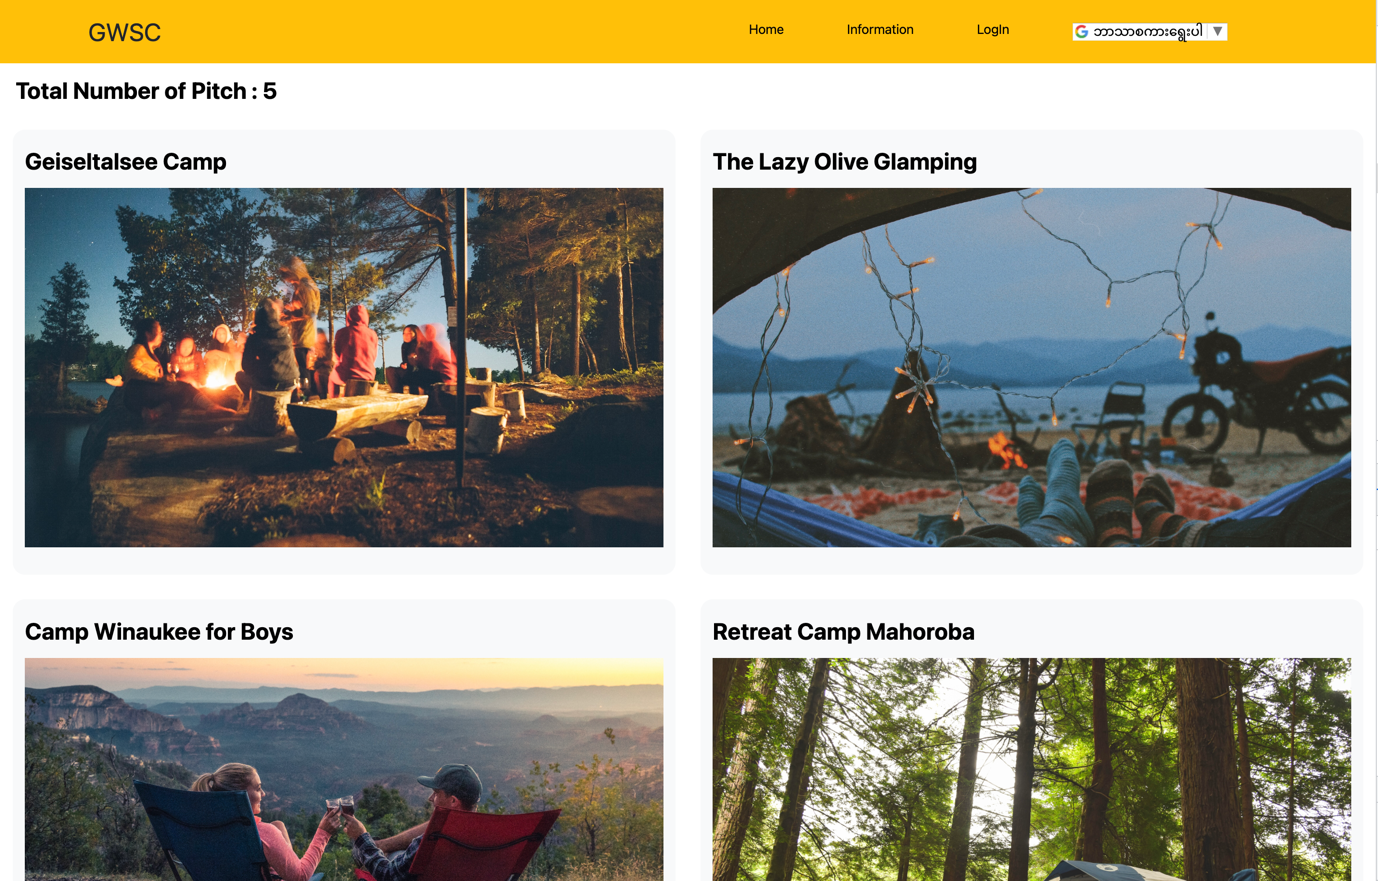 GWSC
Home
Information
LogIn
ဘာသာစကားရွေးပါ ▼
Total Number of Pitch : 5
Geiseltalsee Camp
The Lazy Olive Glamping
Camp Winaukee for Boys
Retreat Camp Mahoroba